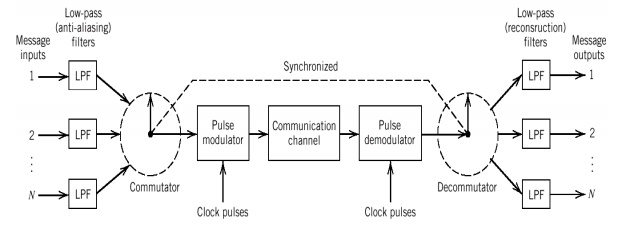 Low-pass
(anti-aliasing)
filters
Message
inputs
Low-pass
(reconsruction)
filters
Message
outputs
Synchronized
1
LPF
LPF
1
2
LPF
Pulse
modulator
Communication
channel
Pulse
demodulator
LPF
2
N
LPF
Commutator
Decommutator
LPF
N
Clock pulses
Clock pulses